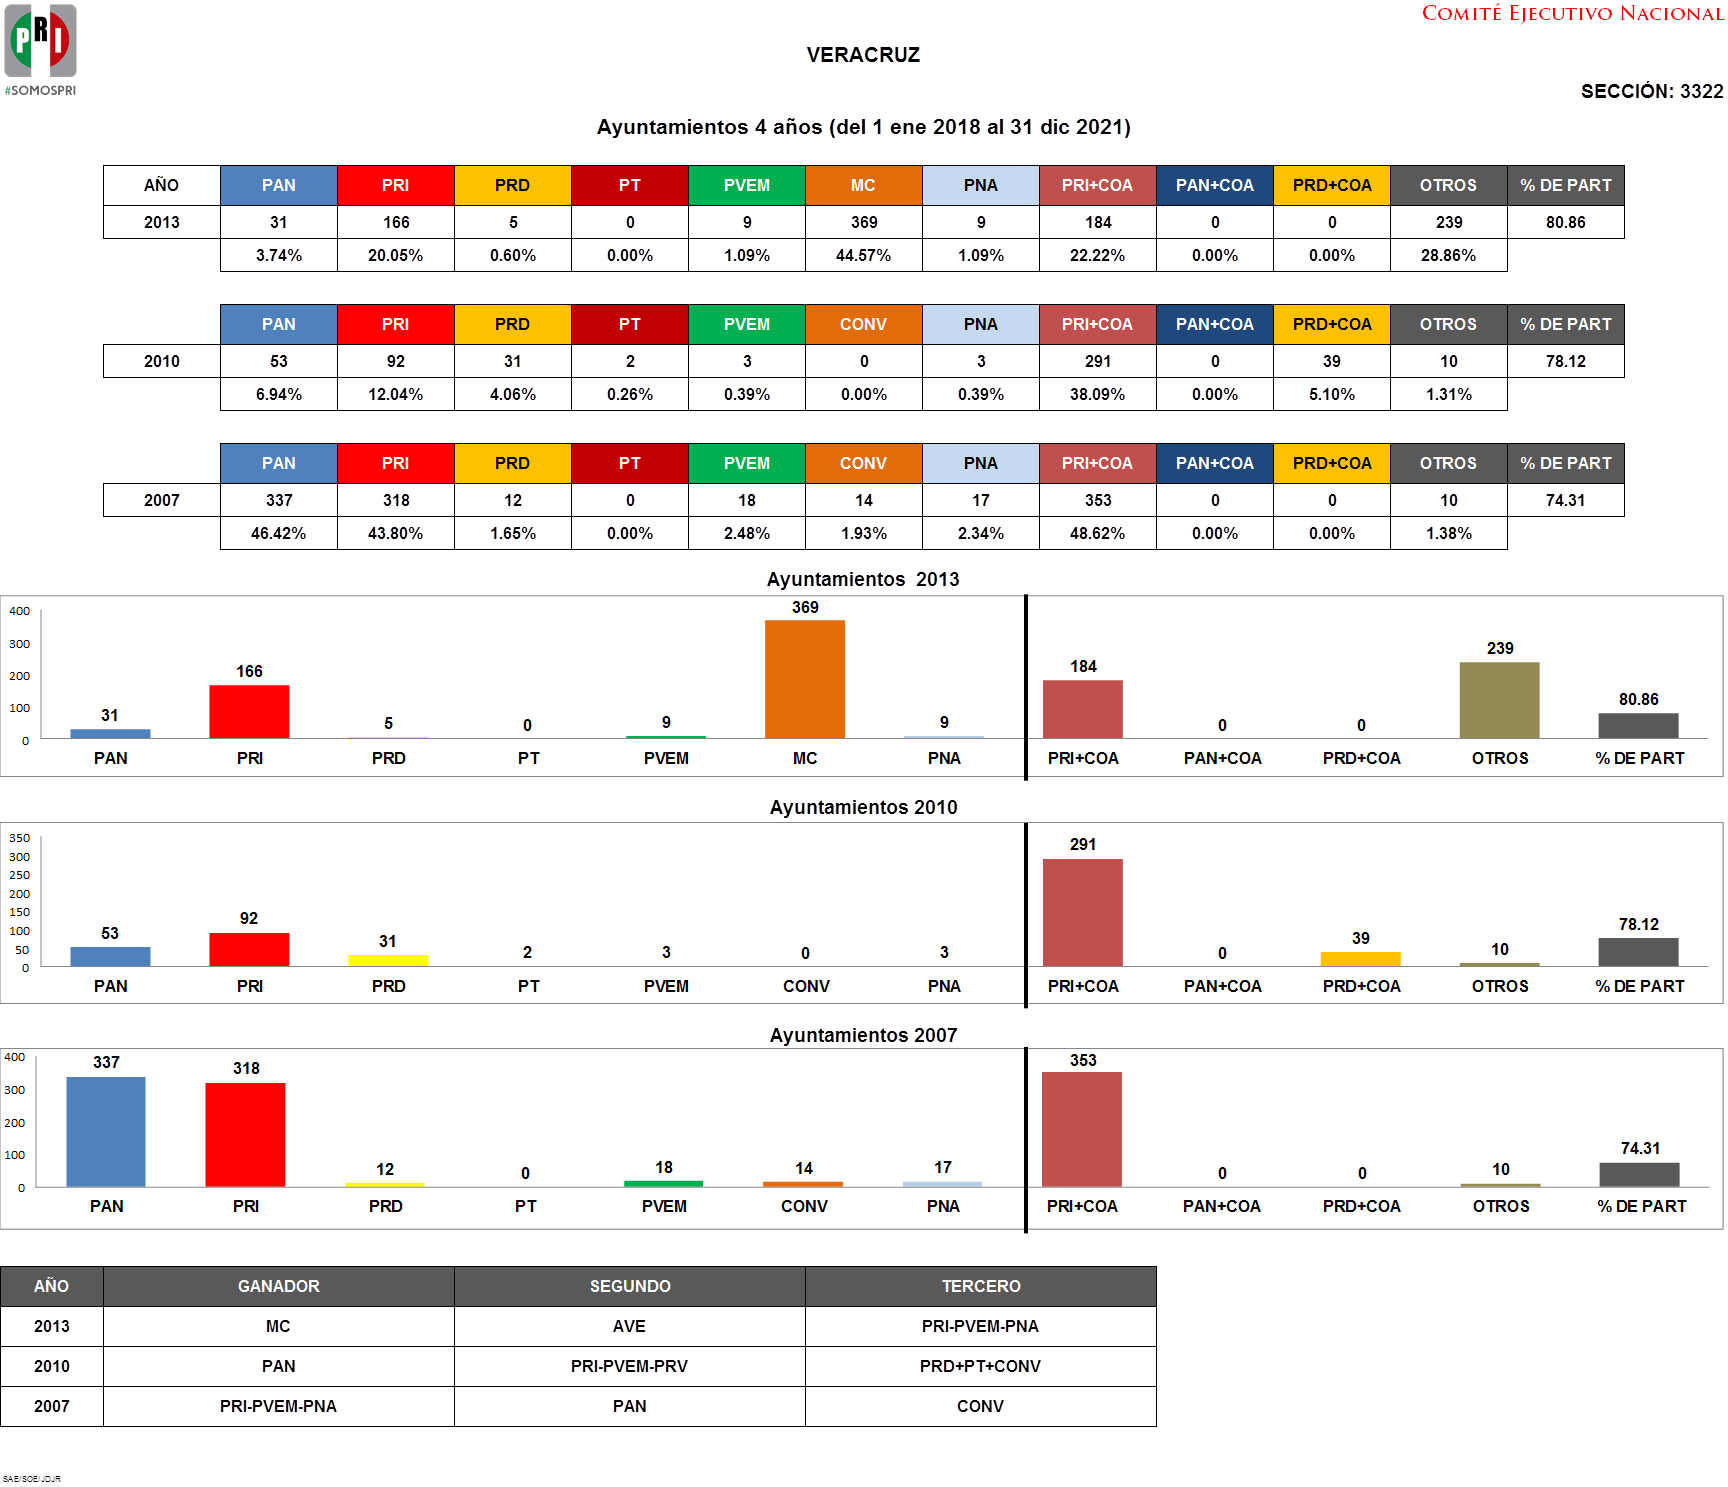 PRI
#SOMOSPRI
COMITÉ EJECUTIVO NACIONAL
VERACRUZ
SECCIÓN: 3322
Ayuntamientos 4 años (del 1 ene 2018 al 31 dic 2021)
AÑO PAN PRI PRD PT PVEM MC PNA PRI+COA PAN+COA PRD+COA OTROS % DE PART
2013 31 166 5 0 9 369 9 184 0 0 239 80.86
3.74% 20.05% 0.60% 0.00% 1.09% 44.57% 1.09% 22.22% 0.00% 0.00% 28.86%
PAN PRI PRD PT PVEM CONV PNA PRI+COA PAN+COA PRD+COA OTROS % DE PART
2010 53 92 31 2 3 0 3 291 0 39 10 78.12
6.94% 12.04% 4.06% 0.26% 0.39% 0.00% 0.39% 38.09% 0.00% 5.10% 1.31%
PAN PRI PRD PT PVEM CONV PNA PRI+COA PAN+COA PRD+COA OTROS % DE PART
2007 337 318 12 0 18 14 17 353 0 0 10 74.31
46.42% 43.80% 1.65% 0.00% 2.48% 1.93% 2.34% 48.62% 0.00% 0.00% 1.38%
Ayuntamientos 2013
400
300
200
100
0
31 166 5 0 9 369 9 184 0 0 239 80.86
PAN PRI PRD PT PVEM MC PNA PRI+COA PAN+COA PRD+COA OTROS % DE PART
Ayuntamientos 2010
350
300
250
200
150
100
50
0
53 92 31 2 3 0 3 291 0 39 10 78.12
PAN PRI PRD PT PVEM CONV PNA PRI+COA PAN+COA PRD+COA OTROS % DE PART
Ayuntamientos 2007
400
300
200
100
0
337 318 12 0 18 14 17 353 0 0 10 74.31
PAN PRI PRD PT PVEM CONV PNA PRI+COA PAN+COA PRD+COA OTROS % DE PART
AÑO GANADOR SEGUNDO TERCERO
2013 MC AVE PRI-PVEM-PNA
2010 PAN PRI-PVEM-PRV PRD+PT+CONV
2007 PRI-PVEM-PNA PAN CONV
SAE/SOE/JDJR